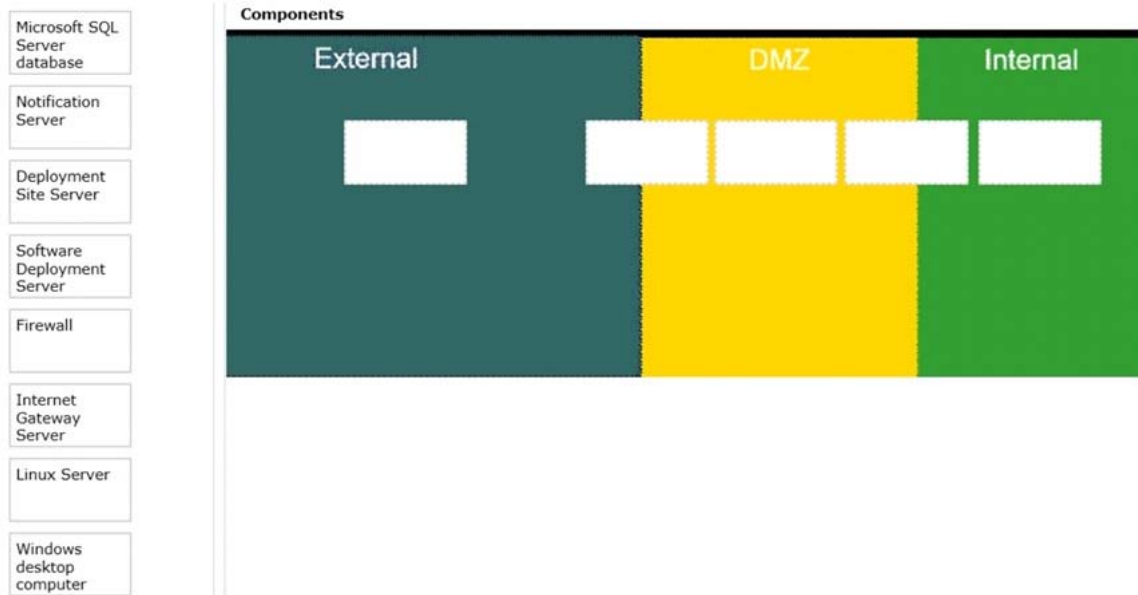 Microsoft SQL
Server
database
Notification
Server
Deployment
Site Server
Software
Deployment
Server
Firewall
Internet
Gateway
Server
Linux Server
Windows
desktop
computer
Components
External
DMZ
Internal